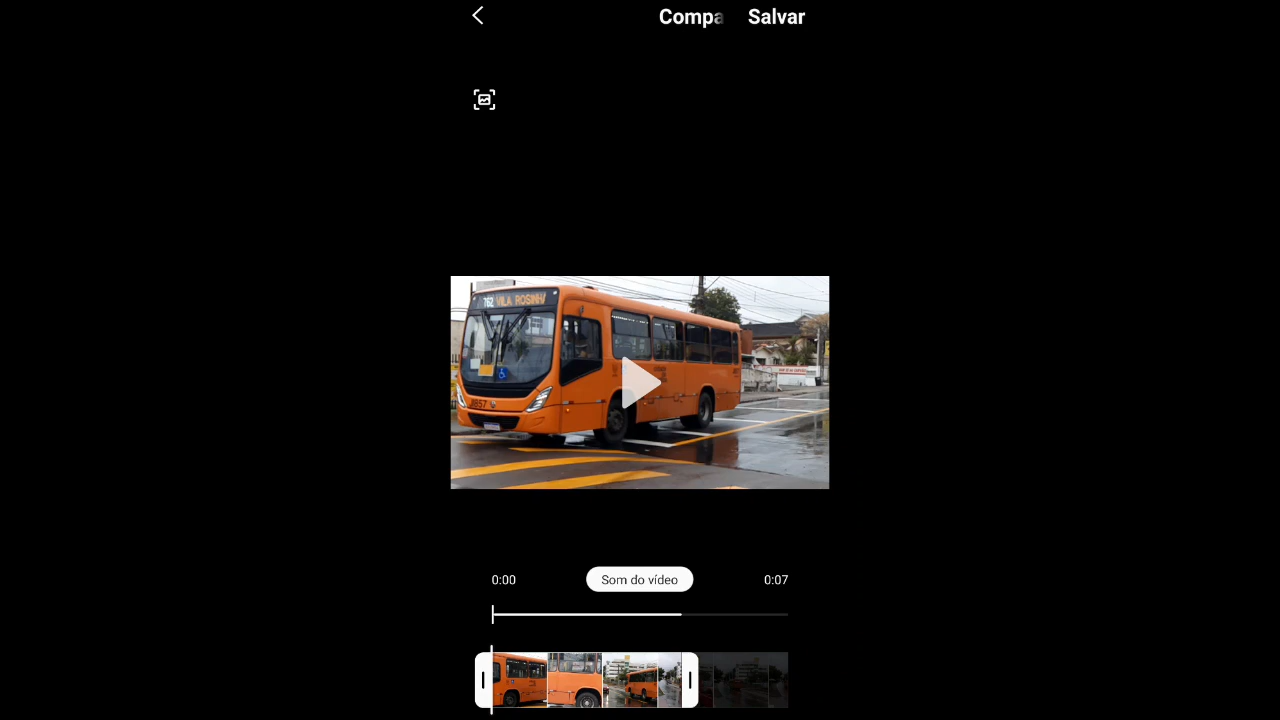 Compa
Salvar
762 VILA ROSINHA
0:00
Som do vídeo
0:07